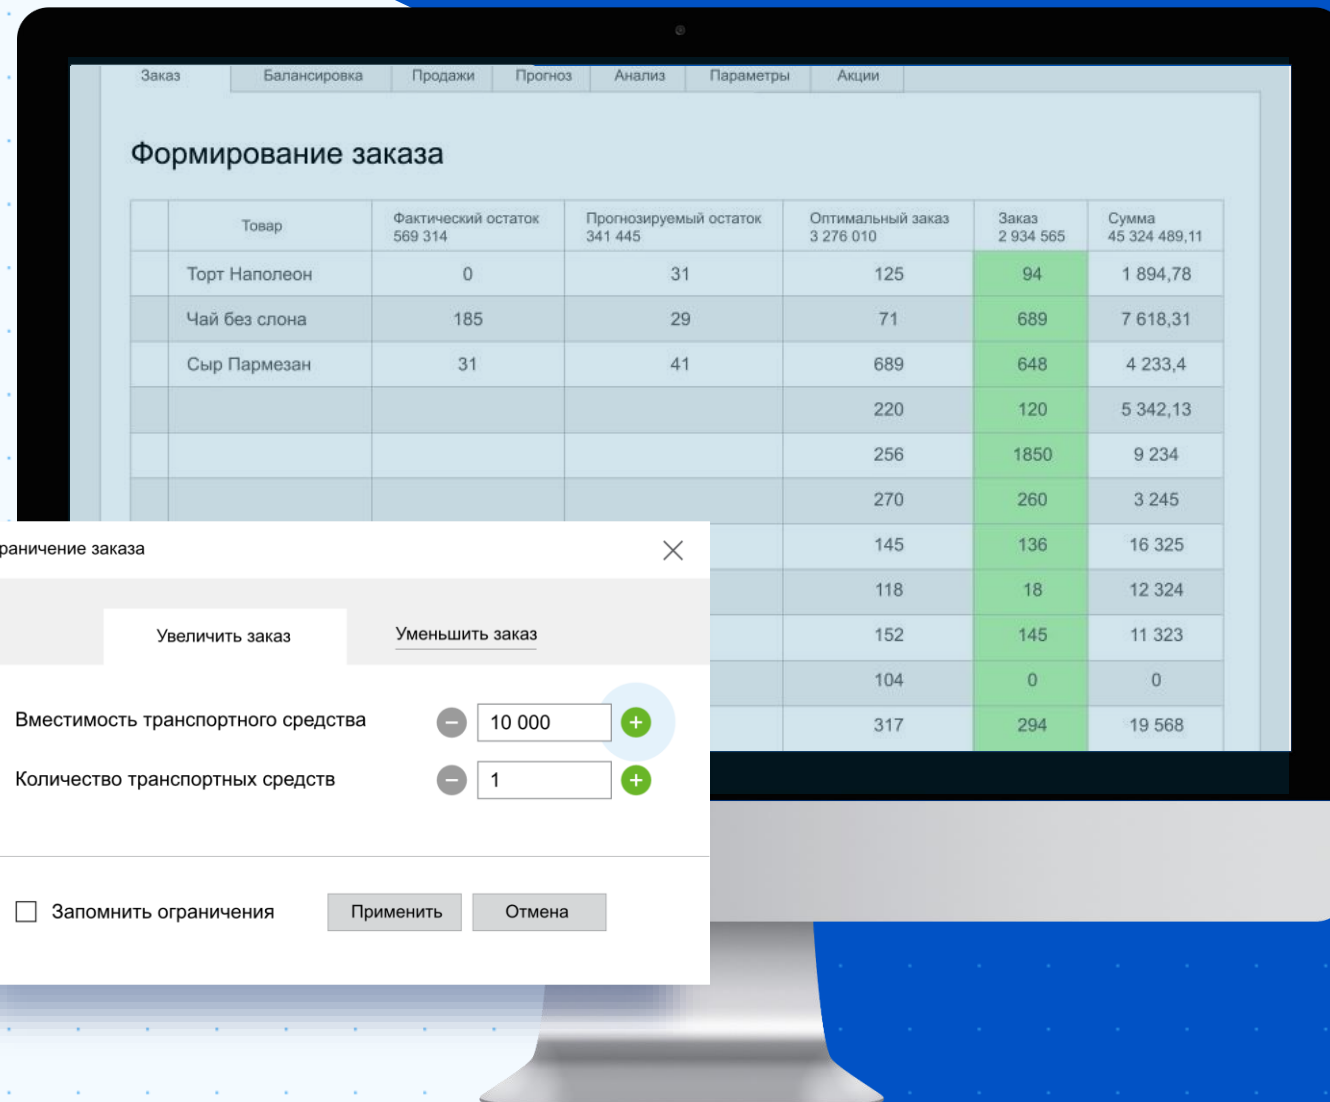 Заказ Балансировка Продажи Прогноз Анализ Параметры Акции
Формирование заказа
Товар Фактический остаток 569 314 Прогнозируемый остаток 341 445 Оптимальный заказ 3 276 010 Заказ 2 934 565 Сумма 45 324 489,11
Торт Наполеон 0 31 125 94 1 894,78
Чай без слона 185 29 71 689 7 618,31
Сыр Пармезан 31 41 689 648 4 233,4
220 120 5 342,13
256 1850 9 234
270 260 3 245
145 136 16 325
118 18 12 324
152 145 11 323
104 0 0
317 294 19 568
раничение заказа
Увеличить заказ Уменьшить заказ
Вместимость транспортного средства 10 000
Количество транспортных средств 1
Запомнить ограничения Применить Отмена